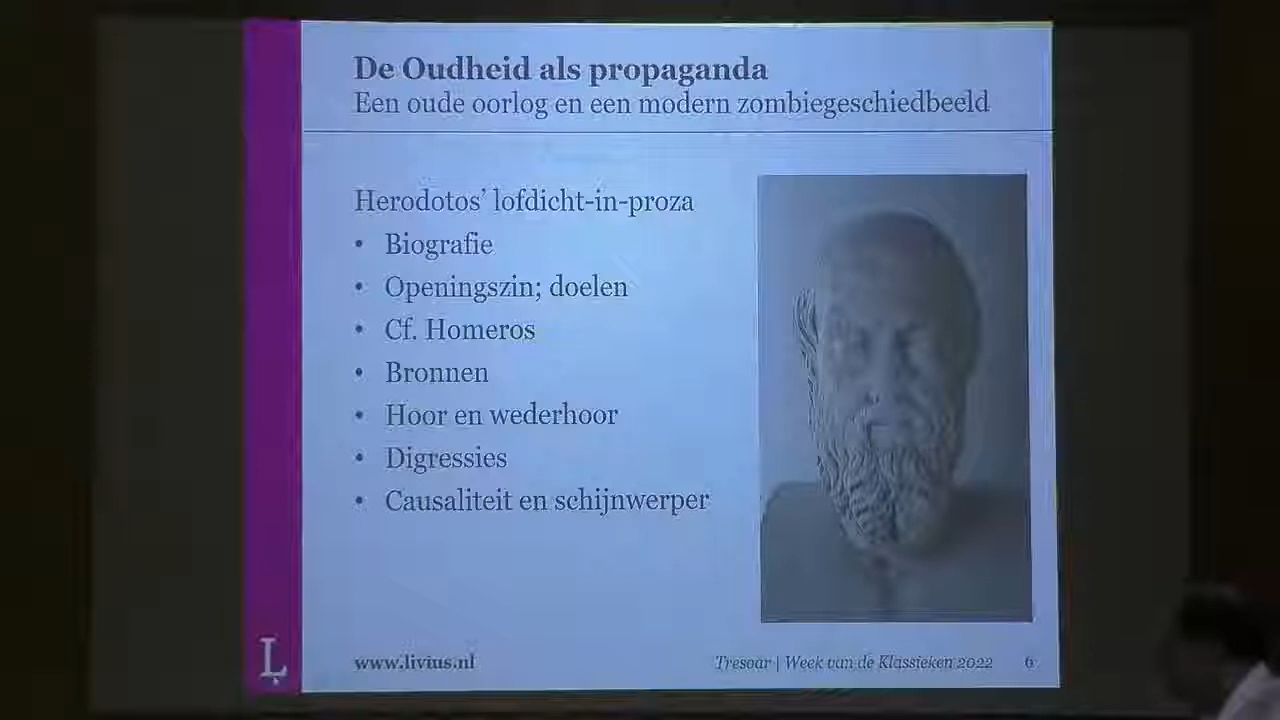 De Oudheid als propaganda
Een oude oorlog en een modern zombiegeschiedbeeld
Herodotos’ lofdicht-in-proza
• Biografie
• Openingszin; doelen
• Cf. Homeros
• Bronnen
• Hoor en wederhoor
• Digressies
• Causaliteit en schijnwerper
L
www.livius.nl
Tresoar | Week van de Klassieken 2022 6